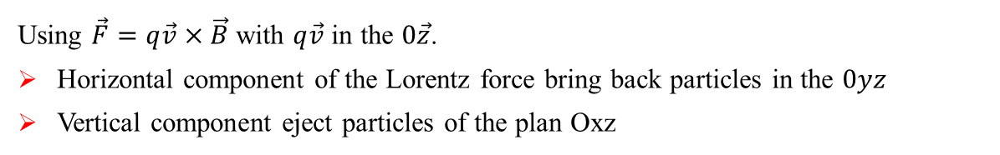 Using $\vec{F} = q\vec{v} \times \vec{B}$ with $q\vec{v}$ in the $0\vec{z}$.
➢ Horizontal component of the Lorentz force bring back particles in the $0yz$
➢ Vertical component eject particles of the plan Oxz